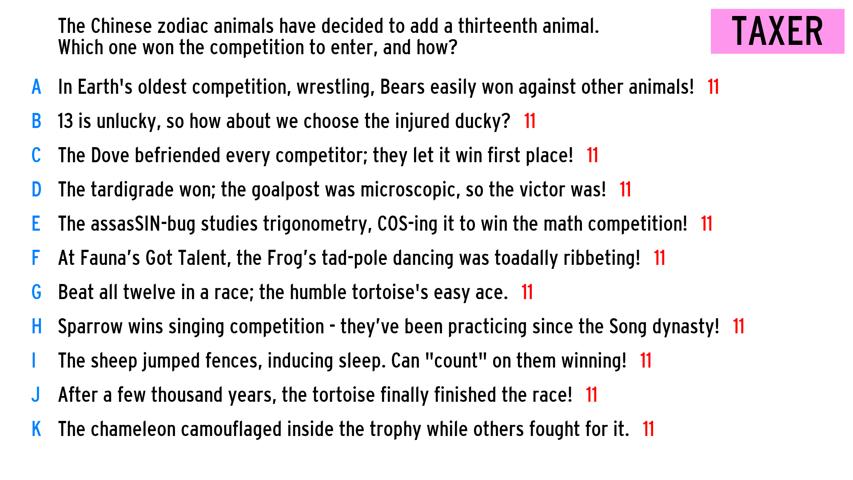 The Chinese zodiac animals have decided to add a thirteenth animal.
Which one won the competition to enter, and how?
TAXER
A In Earth's oldest competition, wrestling, Bears easily won against other animals! 11
B 13 is unlucky, so how about we choose the injured ducky? 11
C The Dove befriended every competitor; they let it win first place! 11
D The tardigrade won; the goalpost was microscopic, so the victor was! 11
E The assasSIN-bug studies trigonometry, COS-ing it to win the math competition! 11
F At Fauna’s Got Talent, the Frog’s tad-pole dancing was toadally ribbeting! 11
G Beat all twelve in a race; the humble tortoise's easy ace. 11
H Sparrow wins singing competition - they’ve been practicing since the Song dynasty! 11
I The sheep jumped fences, inducing sleep. Can "count" on them winning! 11
J After a few thousand years, the tortoise finally finished the race! 11
K The chameleon camouflaged inside the trophy while others fought for it. 11